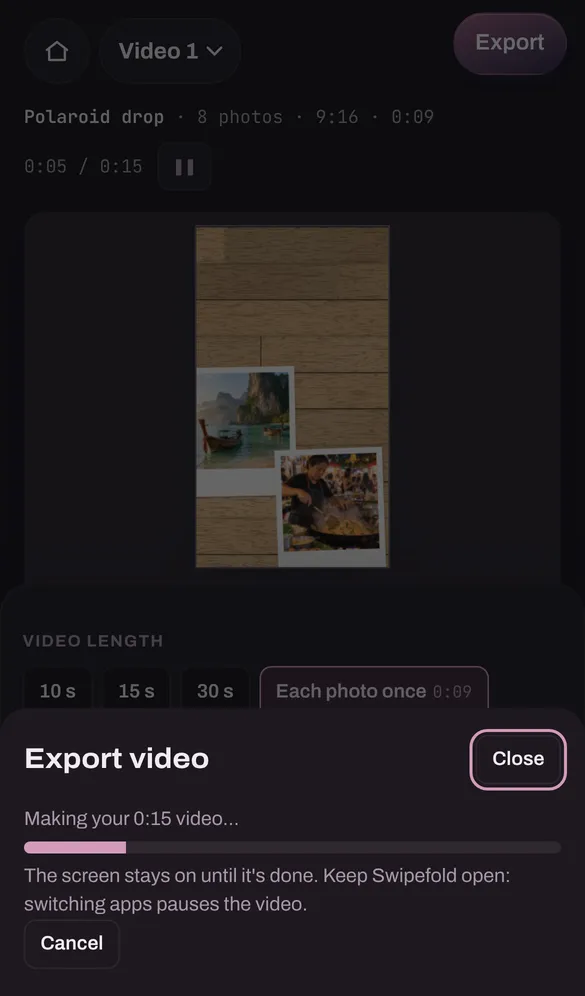 Video 1
Export
Polaroid drop · 8 photos · 9:16 · 0:09
0:05 / 0:15
VIDEO LENGTH
10 s
15 s
30 s
Each photo once 0:09
Export video
Close
Making your 0:15 video...
The screen stays on until it's done. Keep Swipefold open:
switching apps pauses the video.
Cancel